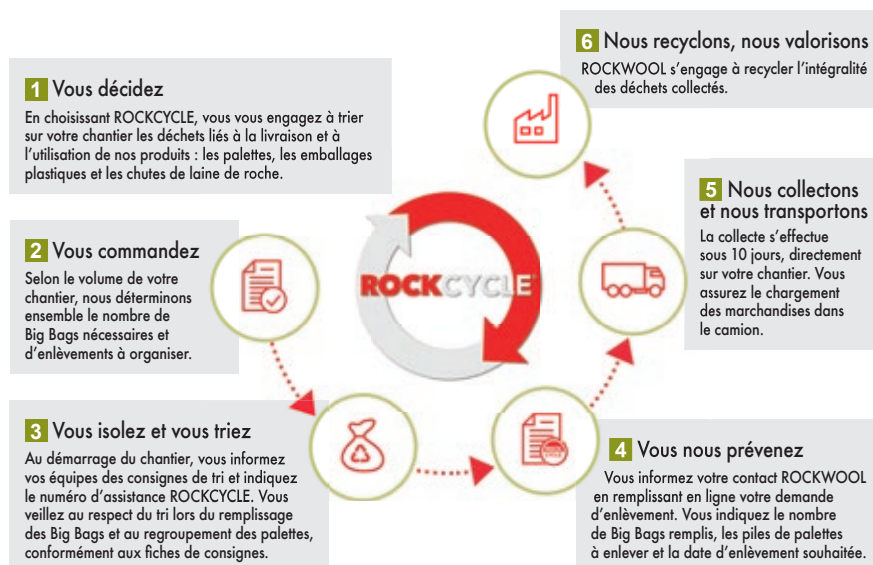 1 Vous décidez
En choisissant ROCKCYCLE, vous vous engagez à trier
sur votre chantier les déchets liés à la livraison et à
l’utilisation de nos produits : les palettes, les emballages
plastiques et les chutes de laine de roche.
2 Vous commandez
Selon le volume de votre
chantier, nous déterminons
ensemble le nombre de
Big Bags nécessaires et
d’enlèvements à organiser.
3 Vous isolez et vous triez
Au démarrage du chantier, vous informez
vos équipes des consignes de tri et indiquez
le numéro d’assistance ROCKCYCLE. Vous
veillez au respect du tri lors du remplissage
des Big Bags et au regroupement des palettes,
conformément aux fiches de consignes.
4 Vous nous prévenez
Vous informez votre contact ROCKWOOL
en remplissant en ligne votre demande
d’enlèvement. Vous indiquez le nombre
de Big Bags remplis, les piles de palettes
à enlever et la date d’enlèvement souhaitée.
5 Nous collectons
et nous transportons
La collecte s’effectue
sous 10 jours, directement
sur votre chantier. Vous
assurez le chargement
des marchandises dans
le camion.
6 Nous recyclons, nous valorisons
ROCKWOOL s’engage à recycler l’intégralité
des déchets collectés.
ROCKCYCLE